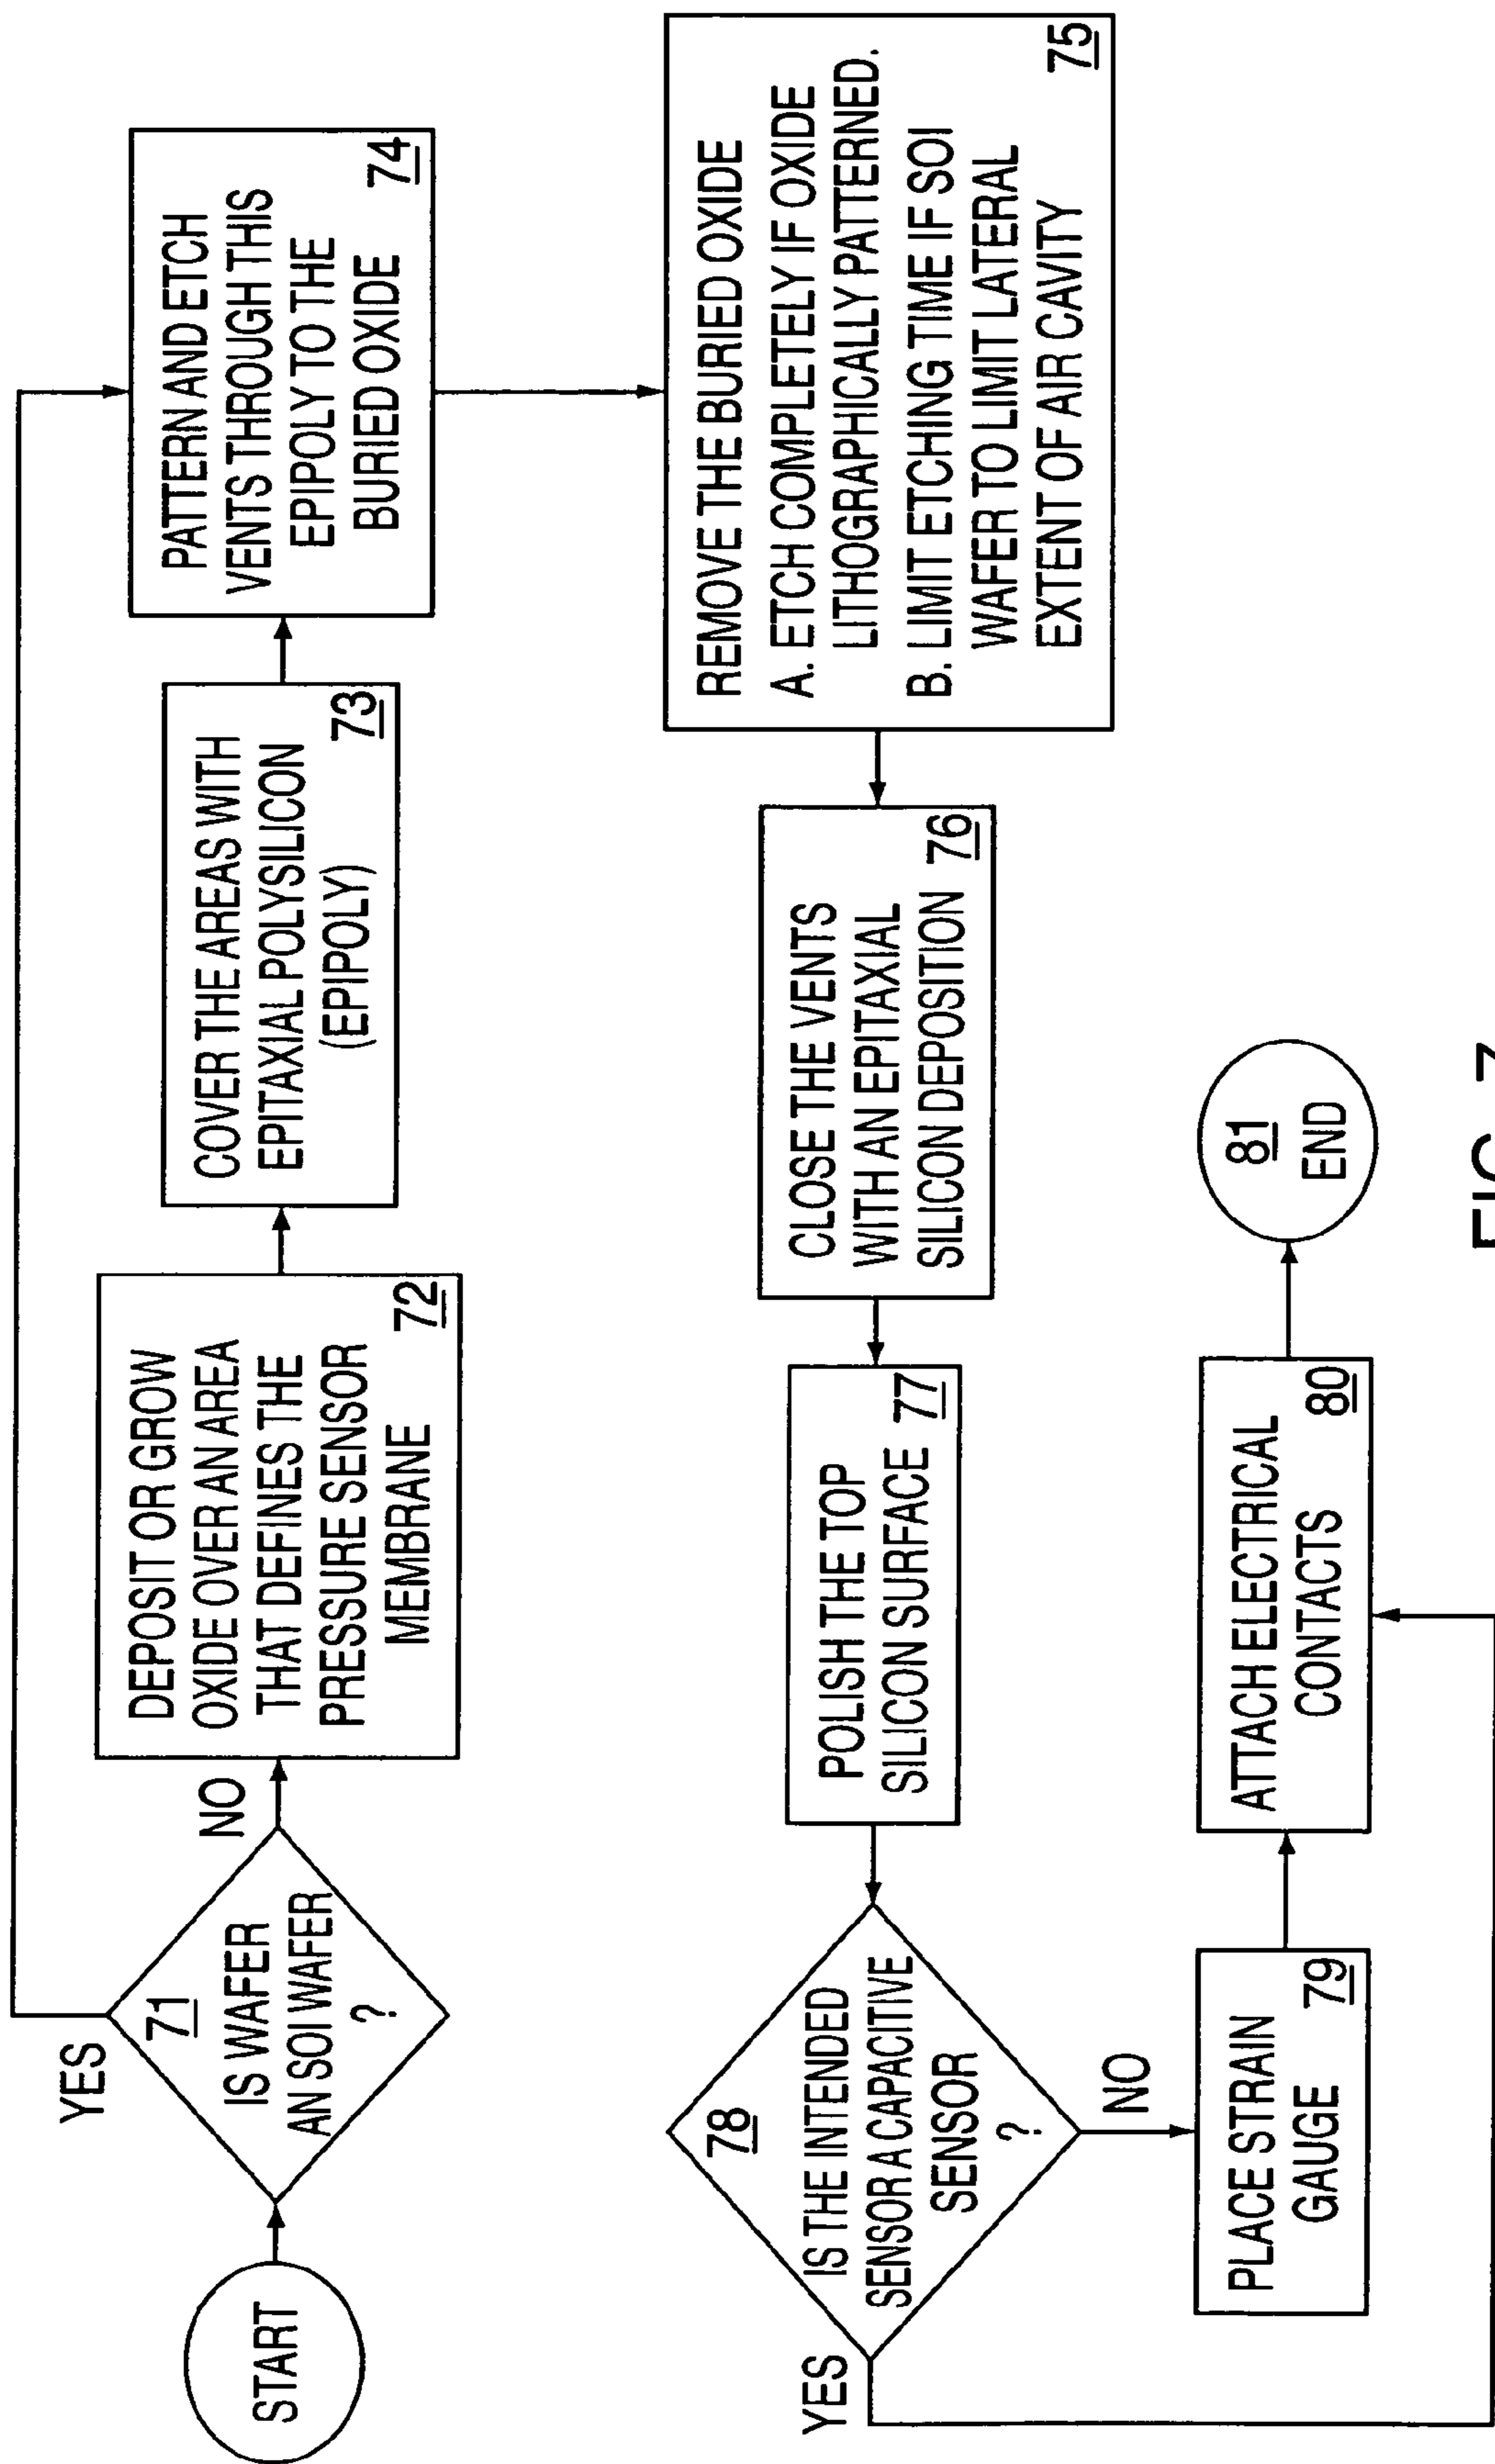 START
71
IS WAFER
AN SOI WAFER
?
YES
NO
DEPOSIT OR GROW
OXIDE OVER AN AREA
THAT DEFINES THE
PRESSURE SENSOR
MEMBRANE
72
COVER THE AREAS WITH
EPITAXIAL POLYSILICON
(EPIPOLY)
73
PATTERN AND ETCH
VENTS THROUGH THIS
EPIPOLY TO THE
BURIED OXIDE
74
REMOVE THE BURIED OXIDE
A. ETCH COMPLETELY IF OXIDE
LITHOGRAPHICALLY PATTERNED.
B. LIMIT ETCHING TIME IF SOI
WAFER TO LIMIT LATERAL
EXTENT OF AIR CAVITY
75
CLOSE THE VENTS
WITH AN EPITAXIAL
SILICON DEPOSITION 76
POLISH THE TOP
SILICON SURFACE 77
78
IS THE INTENDED
SENSOR A CAPACITIVE
SENSOR
?
YES
NO
PLACE STRAIN
GAUGE 79
ATTACH ELECTRICAL
CONTACTS 80
81
END